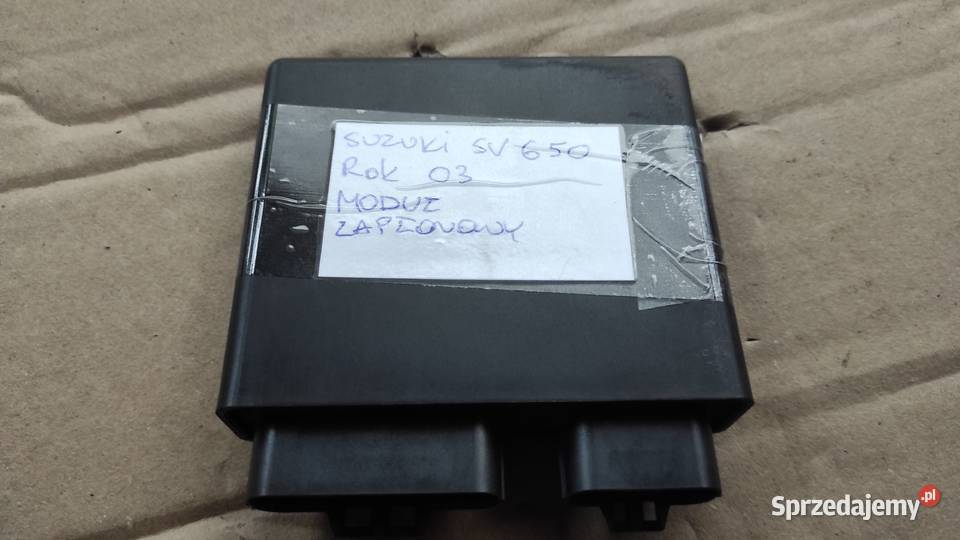 SUZUKI SV 650
Rok 03
MODUŁ
ZAPŁONOWY
Sprzedajemy.pl